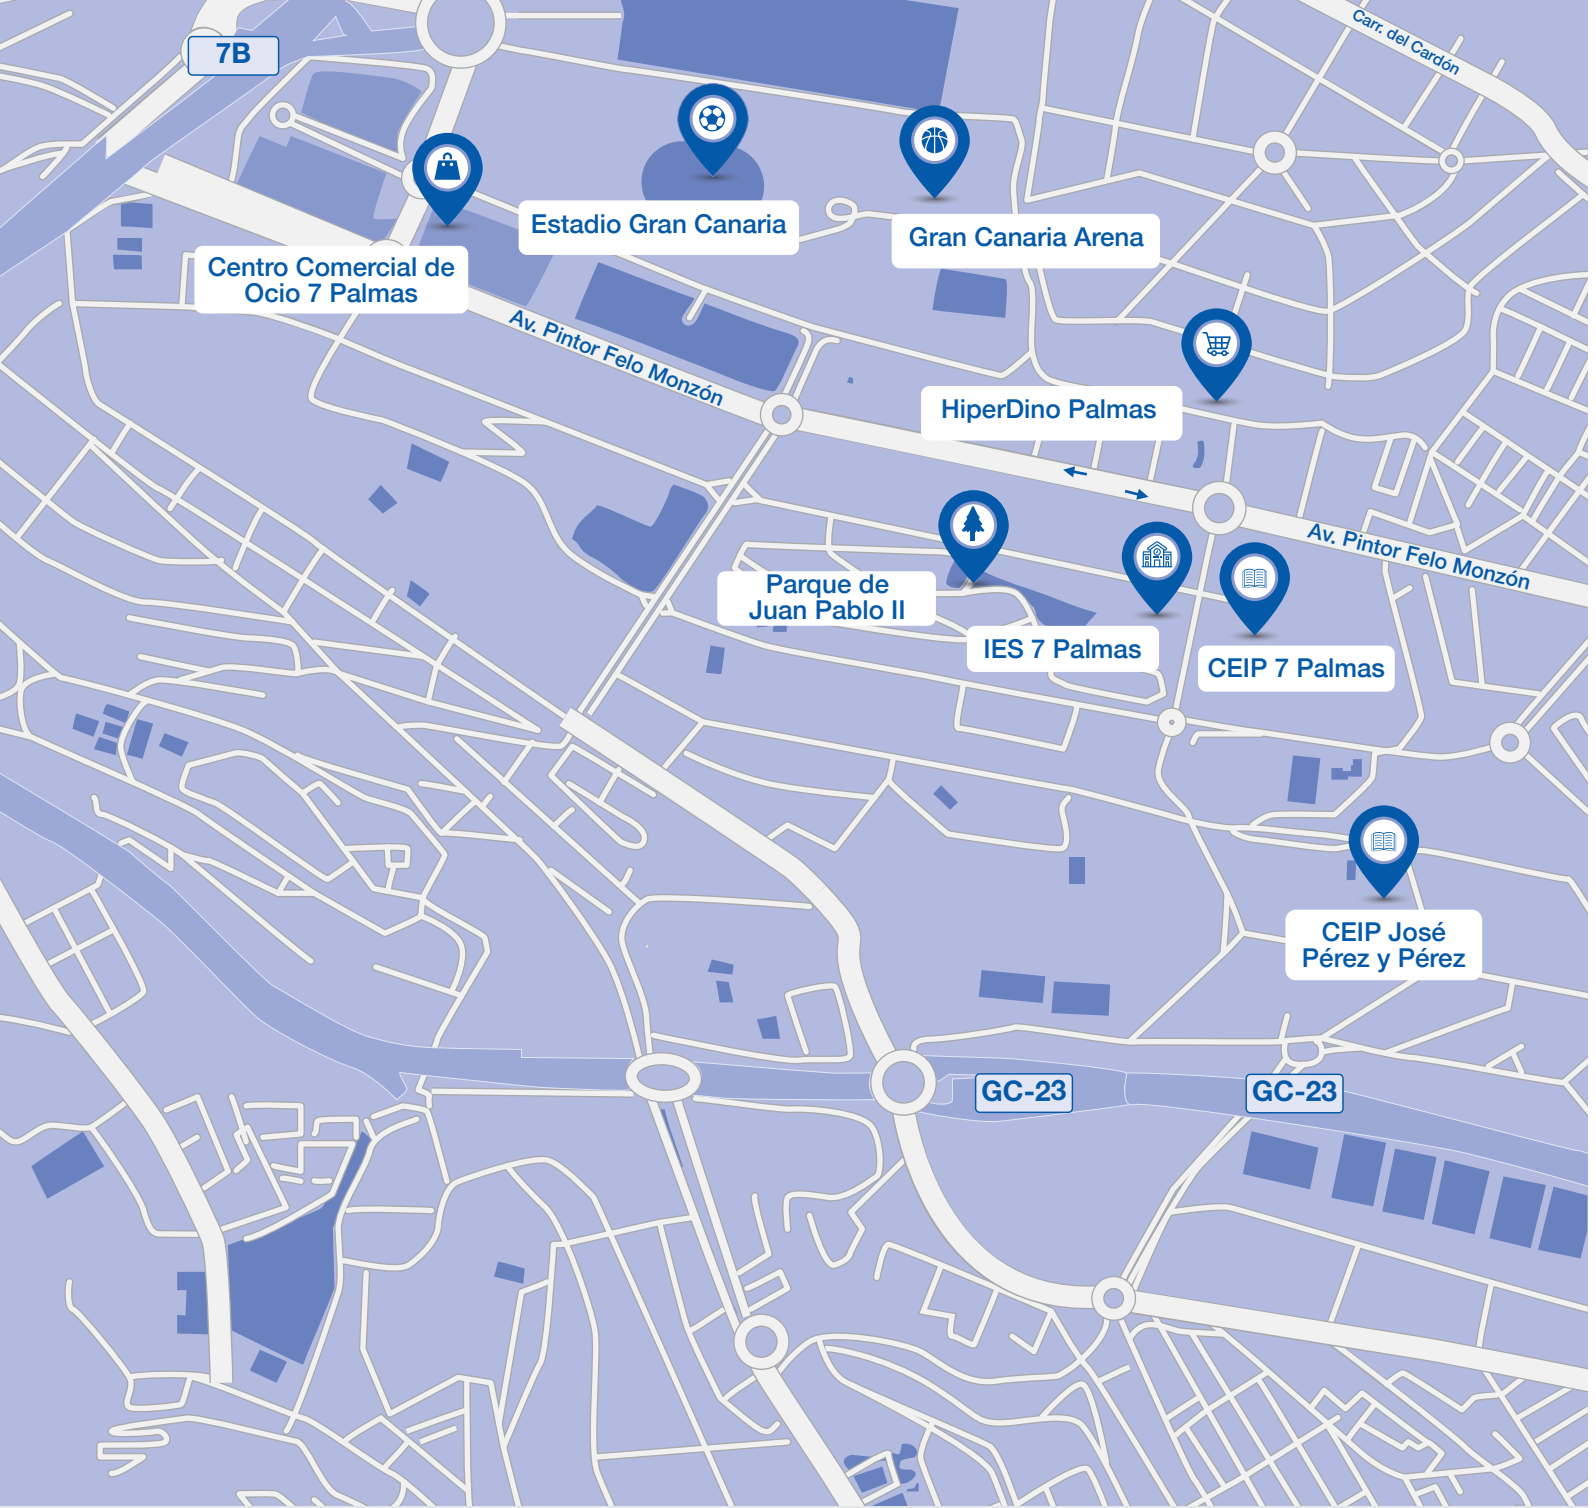 Carr. del Cardón
7B
Estadio Gran Canaria
Gran Canaria Arena
Centro Comercial de
Ocio 7 Palmas
Av. Pintor Felo Monzón
HiperDino Palmas
Av. Pintor Felo Monzón
Parque de
Juan Pablo II
IES 7 Palmas
CEIP 7 Palmas
CEIP José
Pérez y Pérez
GC-23
GC-23